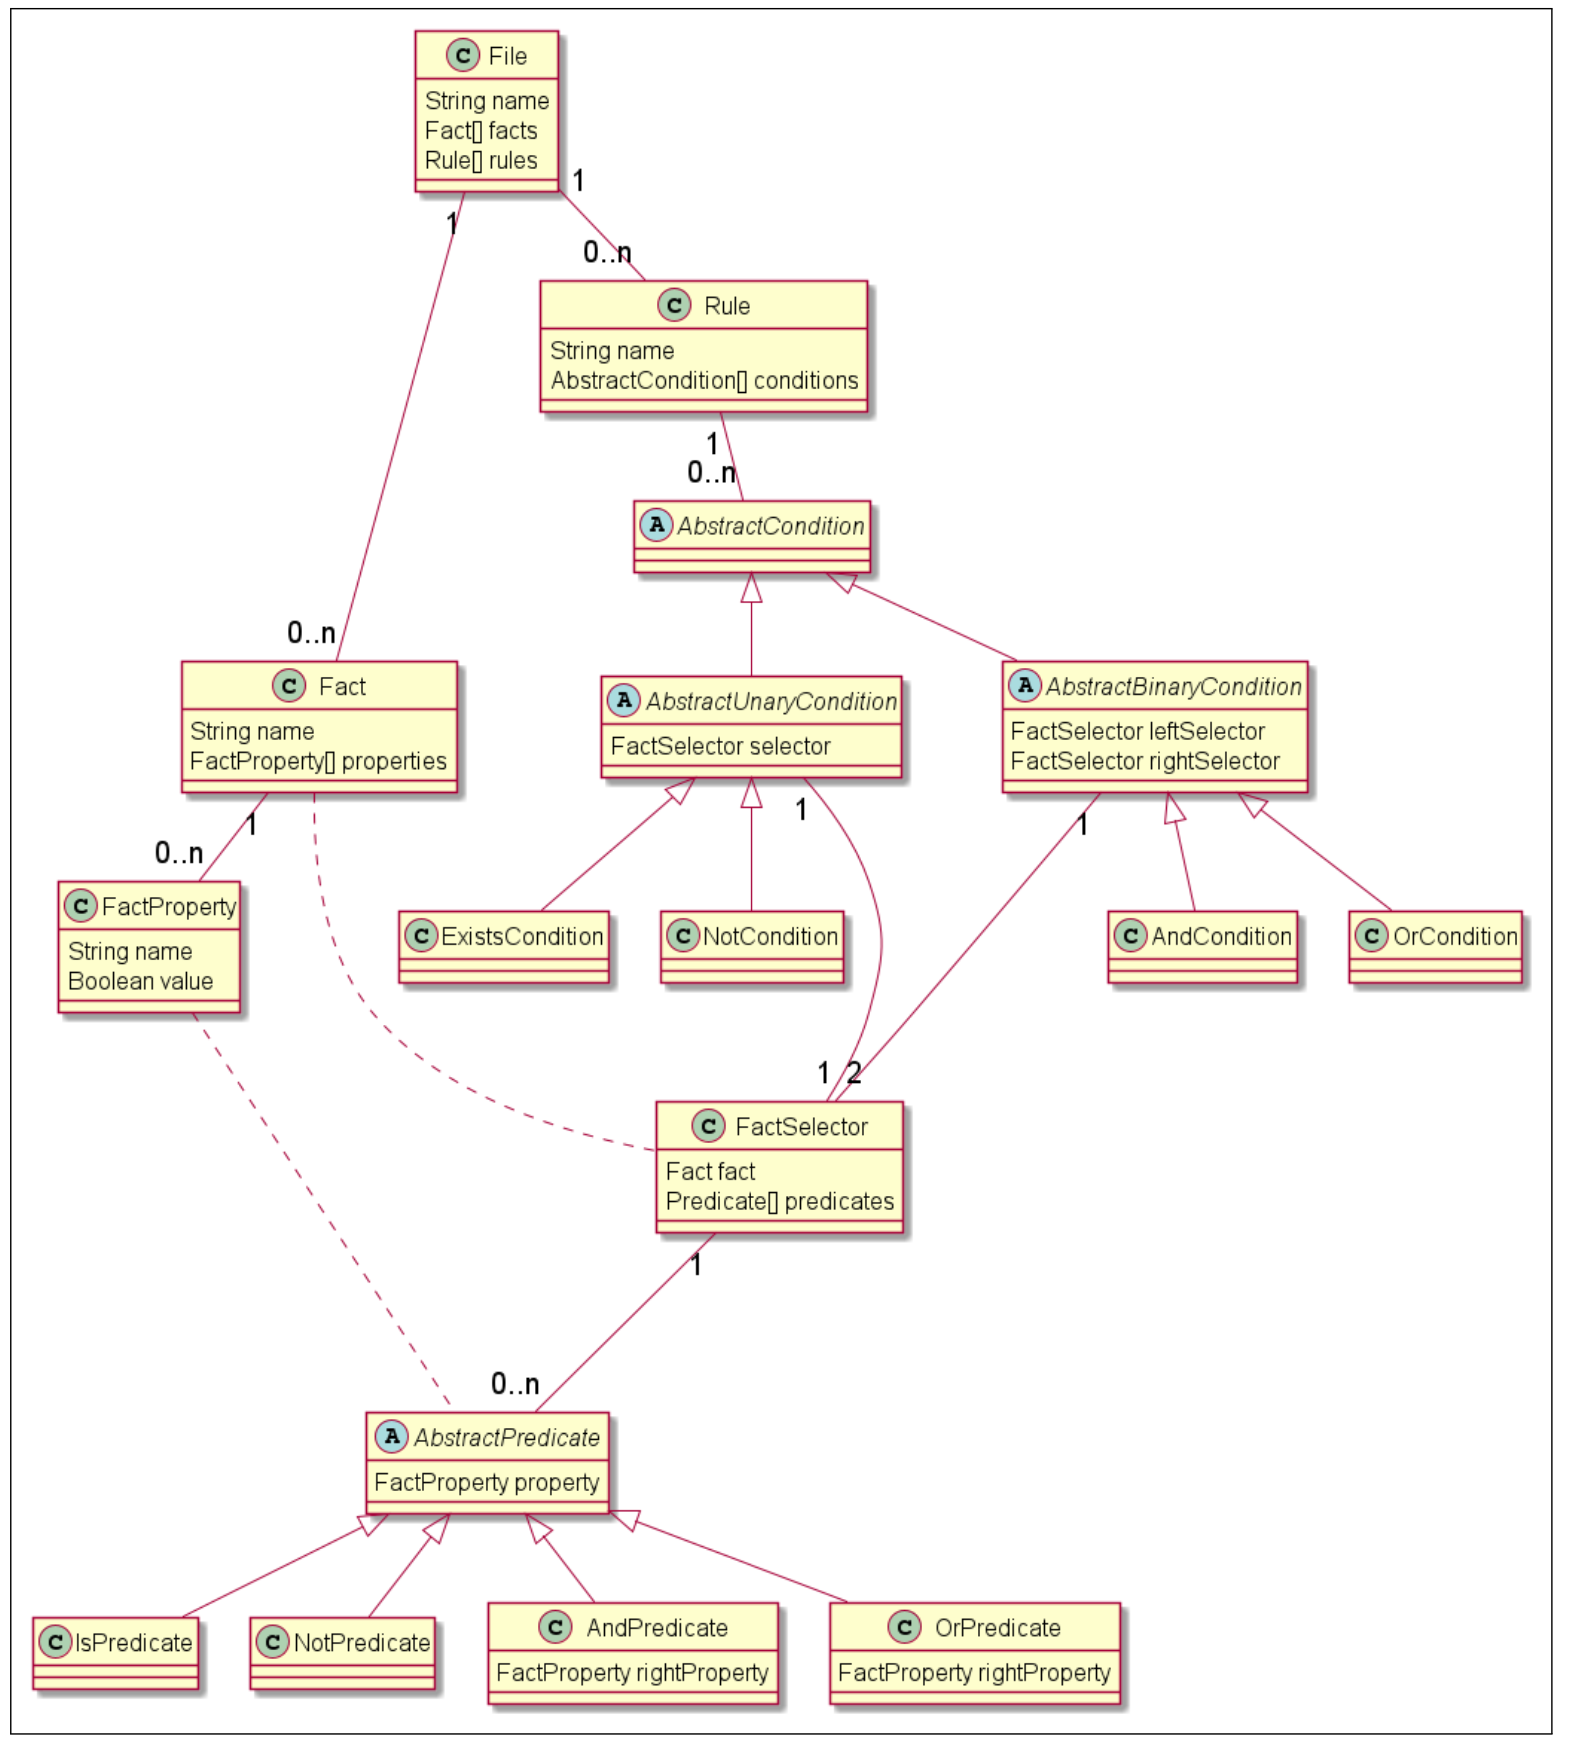 C File
String name
Fact[] facts
Rule[] rules
1
1
0..n
C Rule
String name
AbstractCondition[] conditions
1
0..n
A AbstractCondition
0..n
C Fact
String name
FactProperty[] properties
A AbstractUnaryCondition
FactSelector selector
A AbstractBinaryCondition
FactSelector leftSelector
FactSelector rightSelector
1
1
1
0..n
C FactProperty
String name
Boolean value
C ExistsCondition
C NotCondition
C AndCondition
C OrCondition
1
2
C FactSelector
Fact fact
Predicate[] predicates
1
0..n
A AbstractPredicate
FactProperty property
C IsPredicate
C NotPredicate
C AndPredicate
FactProperty rightProperty
C OrPredicate
FactProperty rightProperty